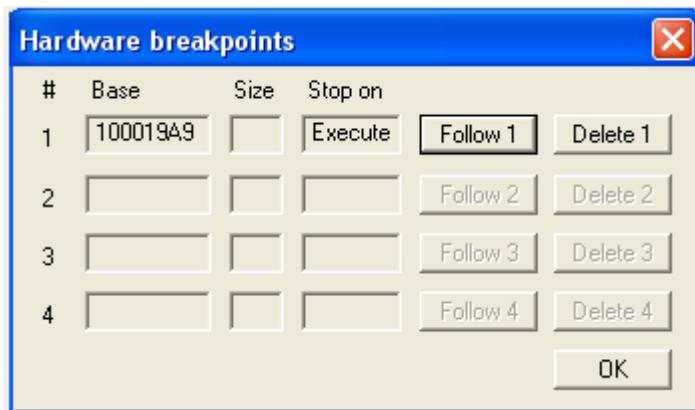 Hardware breakpoints
# Base Size Stop on
1 100019A9 Execute Follow 1 Delete 1
2 Follow 2 Delete 2
3 Follow 3 Delete 3
4 Follow 4 Delete 4
OK